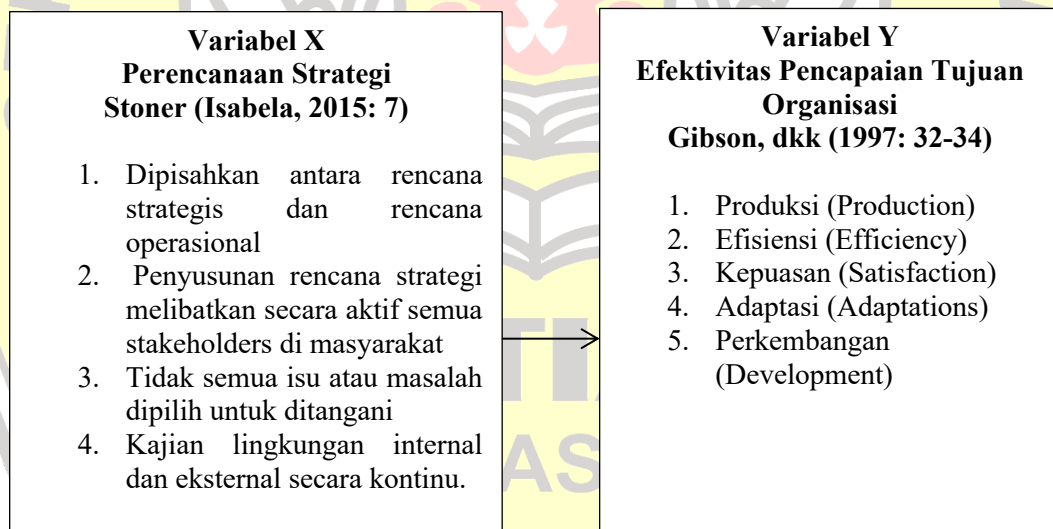 Variabel X
Perencanaan Strategi
Stoner (Isabela, 2015: 7)
1. Dipisahkan antara rencana
strategis dan rencana
operasional
2. Penyusunan rencana strategi
melibatkan secara aktif semua
stakeholders di masyarakat
3. Tidak semua isu atau masalah
dipilih untuk ditangani
4. Kajian lingkungan internal
dan eksternal secara kontinu.
Variabel Y
Efektivitas Pencapaian Tujuan
Organisasi
Gibson, dkk (1997: 32-34)
1. Produksi (Production)
2. Efisiensi (Efficiency)
3. Kepuasan (Satisfaction)
4. Adaptasi (Adaptations)
5. Perkembangan
(Development)